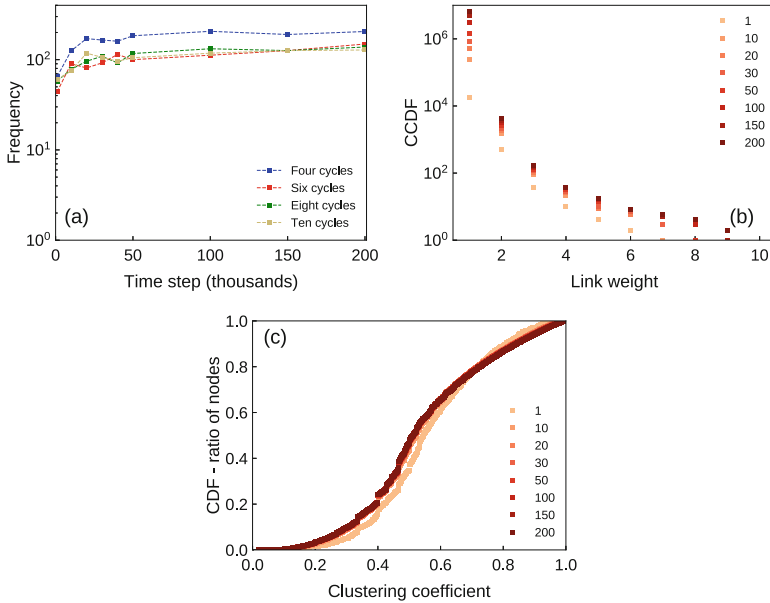 10²
10¹
10⁰
Frequency
(a)
Four cycles
Six cycles
Eight cycles
Ten cycles
0 50 100 150 200
Time step (thousands)
10⁶
10⁴
10²
10⁰
CCDF
1
10
20
30
50
100
150
200
(b)
2 4 6 8 10
Link weight
1.0
0.8
0.6
0.4
0.2
0.0
CDF - ratio of nodes
(c)
1
10
20
30
50
100
150
200
0.0 0.2 0.4 0.6 0.8 1.0
Clustering coefficient